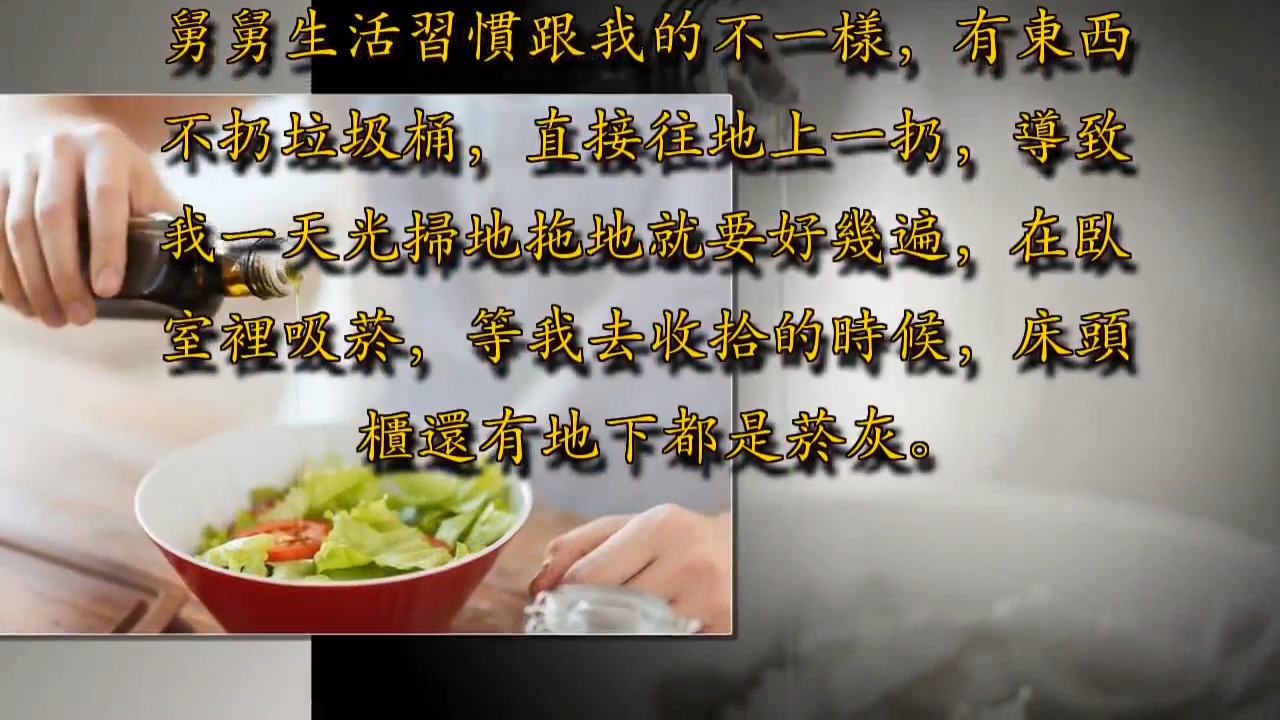 舅舅生活習慣跟我的不一樣，有東西
不扔垃圾桶，直接往地上一扔，導致
我一天光掃地拖地就要好幾遍，在臥
室裡吸菸，等我去收拾的時候，床頭
櫃還有地下都是菸灰。